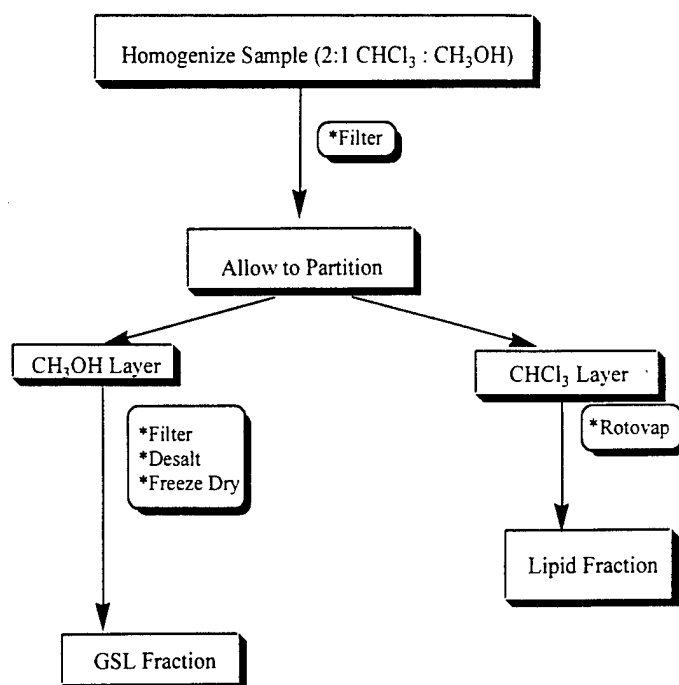 Homogenize Sample (2:1 CHCl₃ : CH₃OH)
*Filter
Allow to Partition
CH₃OH Layer
CHCl₃ Layer
*Filter
*Desalt
*Freeze Dry
*Rotovap
Lipid Fraction
GSL Fraction